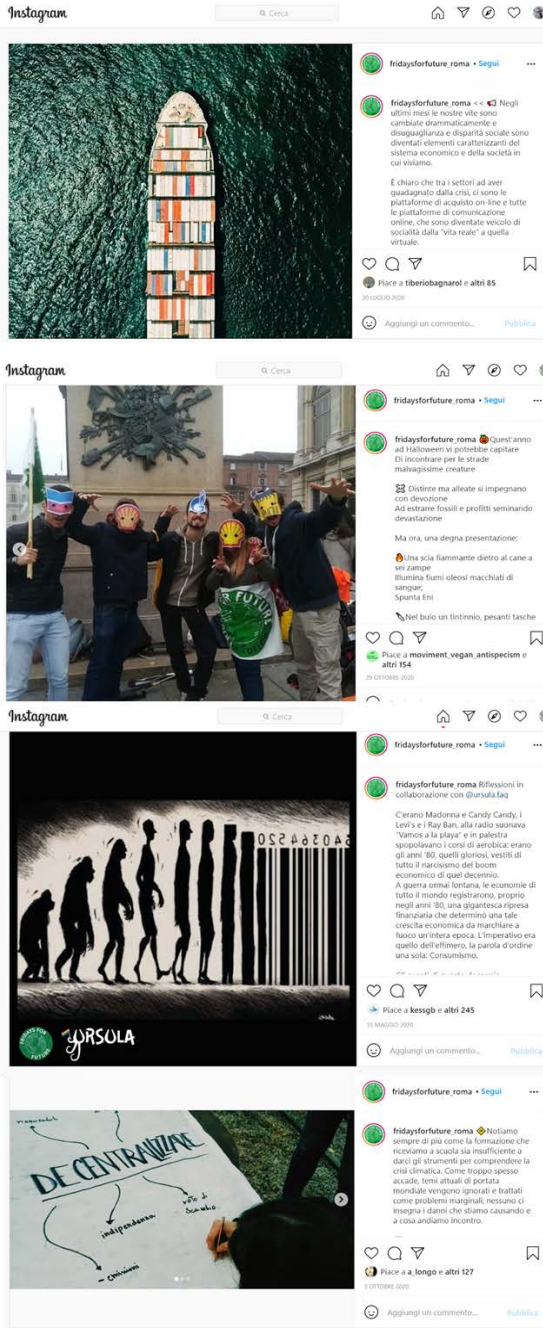 Instagram
Cerca
fridaysforfuture_roma • Segui
fridaysforfuture_roma << 📢 Negli
ultimi mesi le nostre vite sono
cambiate drammaticamente e
disuguaglianza e disparità sociale sono
diventati elementi caratterizzanti del
sistema economico e della società in
cui viviamo.
È chiaro che tra i settori ad aver
guadagnato dalla crisi, ci sono le
piattaforme di acquisto on-line e tutte
le piattaforme di comunicazione
online, che sono diventate veicolo di
socialità dalla "vita reale" a quella
virtuale.
Piace a tiberiobagnarol e altri 85
20 LUGLIO 2020
Aggiungi un commento... Pubblica
Instagram
Cerca
fridaysforfuture_roma • Segui
fridaysforfuture_roma 🎃Quest'anno
ad Halloween vi potrebbe capitare
Di incontrare per le strade
malvagissime creature
☠ Distinte ma alleate si impegnano
con devozione
Ad estrarre fossili e profitti seminando
devastazione
Ma ora, una degna presentazione:
🔥Una scia fiammante dietro al cane a
sei zampe
Illumina fiumi oleosi macchiati di
sangue;
Spunta Eni
Nel buio un tintinnio, pesanti tasche
FUTURE
Piace a moviment_vegan_antispecism e
altri 154
29 OTTOBRE 2020
Instagram
Cerca
fridaysforfuture_roma • Segui
fridaysforfuture_roma Riflessioni in
collaborazione con @ursula.faq
C'erano Madonna e Candy Candy, i
Levi's e i Ray Ban, alla radio suonava
"Vamos a la playa" e in palestra
spopolavano i corsi di aerobica: erano
gli anni '80, quelli gloriosi, vestiti di
tutto il narcisismo del boom
economico di quel decennio.
A guerra ormai lontana, le economie di
tutto il mondo registrarono, proprio
negli anni '80, una gigantesca ripresa
finanziaria che determinò una tale
crescita economica da marchiare a
fuoco un'intera epoca. L'imperativo era
quello dell'effimero, la parola d'ordine
una sola: Consumismo.
FRIDAYS FOR
FUTURE
URSULA
Piace a kessgb e altri 245
15 MAGGIO 2020
Aggiungi un commento... Pubblica
fridaysforfuture_roma • Segui
fridaysforfuture_roma Notiamo
sempre di più come la formazione che
riceviamo a scuola sia insufficiente a
darci gli strumenti per comprendere la
crisi climatica. Come troppo spesso
accade, temi attuali di portata
mondiale vengono ignorati e trattati
come problemi marginali; nessuno ci
insegna i danni che stiamo causando e
a cosa andiamo incontro.
DECENTRALIZZARE
indipendenza
voto di
scambio
Piace a a_longo e altri 127
5 OTTOBRE 2020
Aggiungi un commento... Pubblica